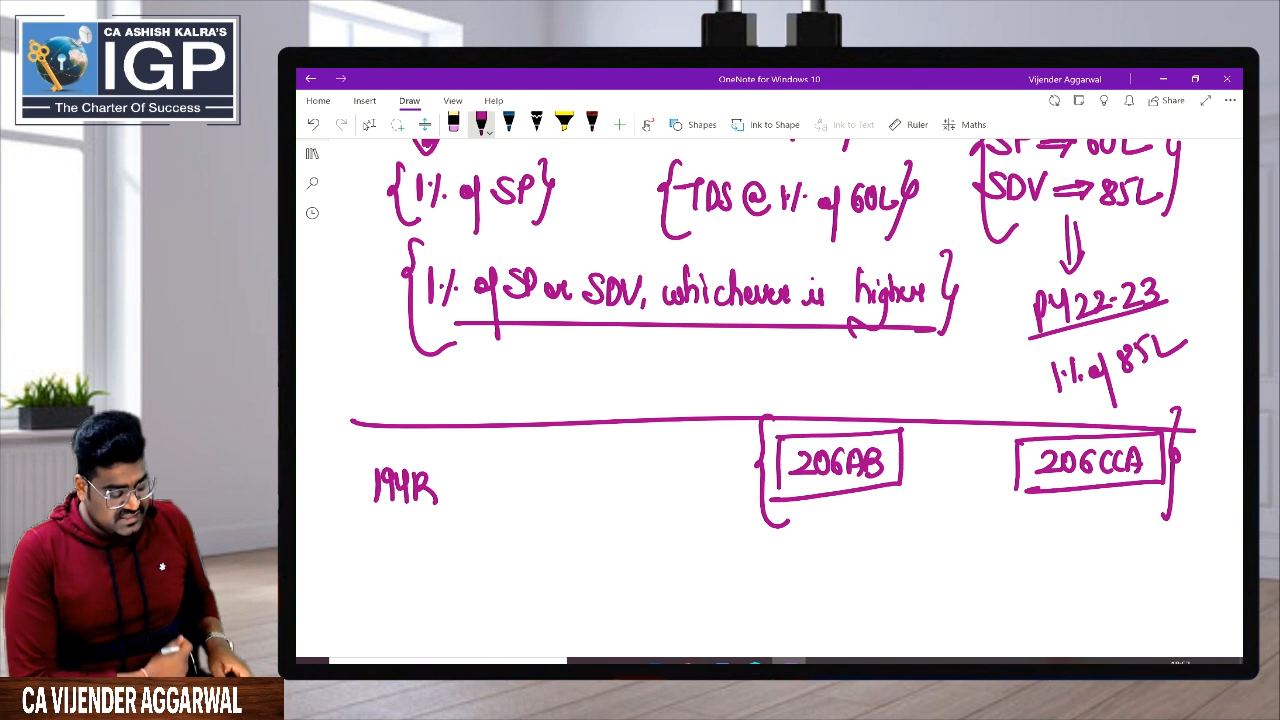 CA ASHISH KALRA'S
IGP
The Charter Of Success
OneNote for Windows 10
Vijender Aggarwal
Home Insert Draw View Help
Share
Shapes Ink to Shape Ink to Text Ruler Maths
SP ⇒ 60L
{1% of SP} {TDS @ 1% of 60L} SDV ⇒ 85L
{1% of SP or SDV, whichever is higher}
PY 22-23
1% of 85L
194R { 206AB 206CCA }
CA VIJENDER AGGARWAL